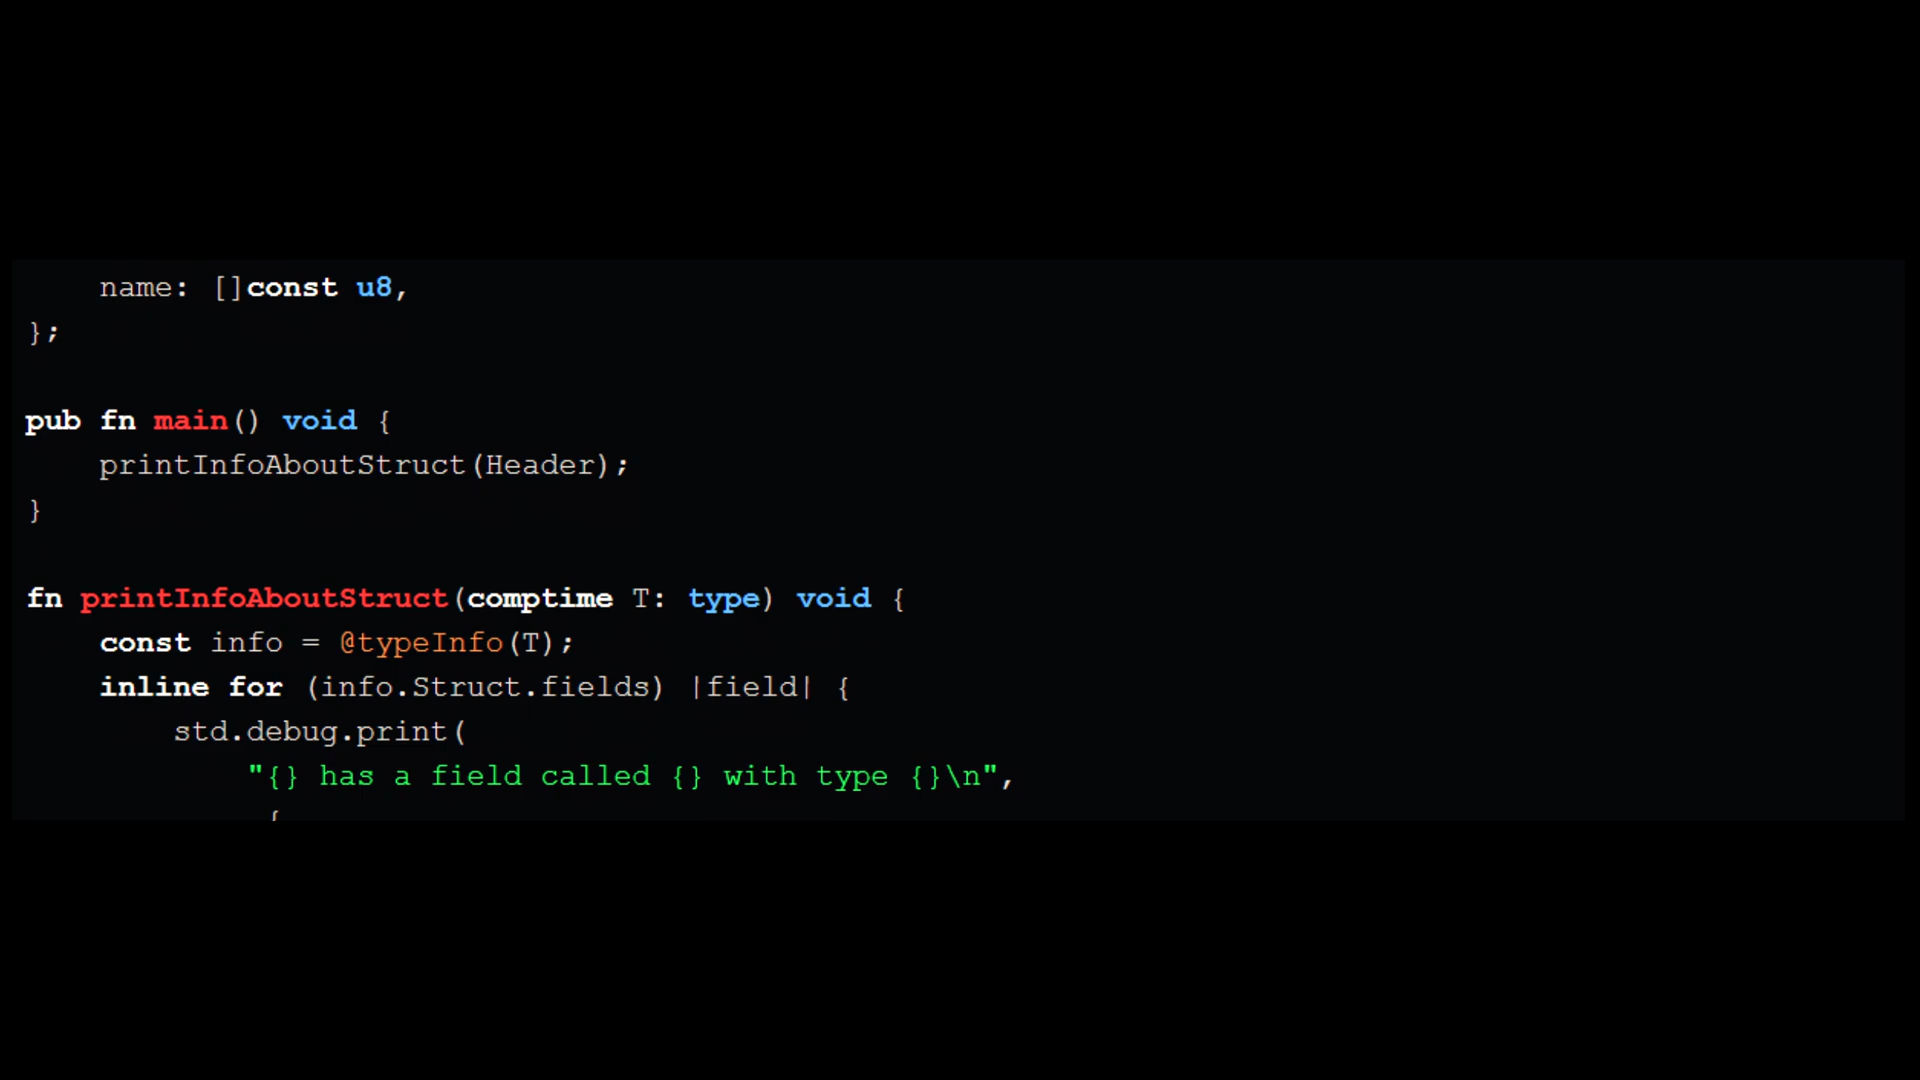 name: []const u8,
};

pub fn main() void {
    printInfoAboutStruct(Header);
}

fn printInfoAboutStruct(comptime T: type) void {
    const info = @typeInfo(T);
    inline for (info.Struct.fields) |field| {
        std.debug.print(
            "{} has a field called {} with type {}\n",
             {